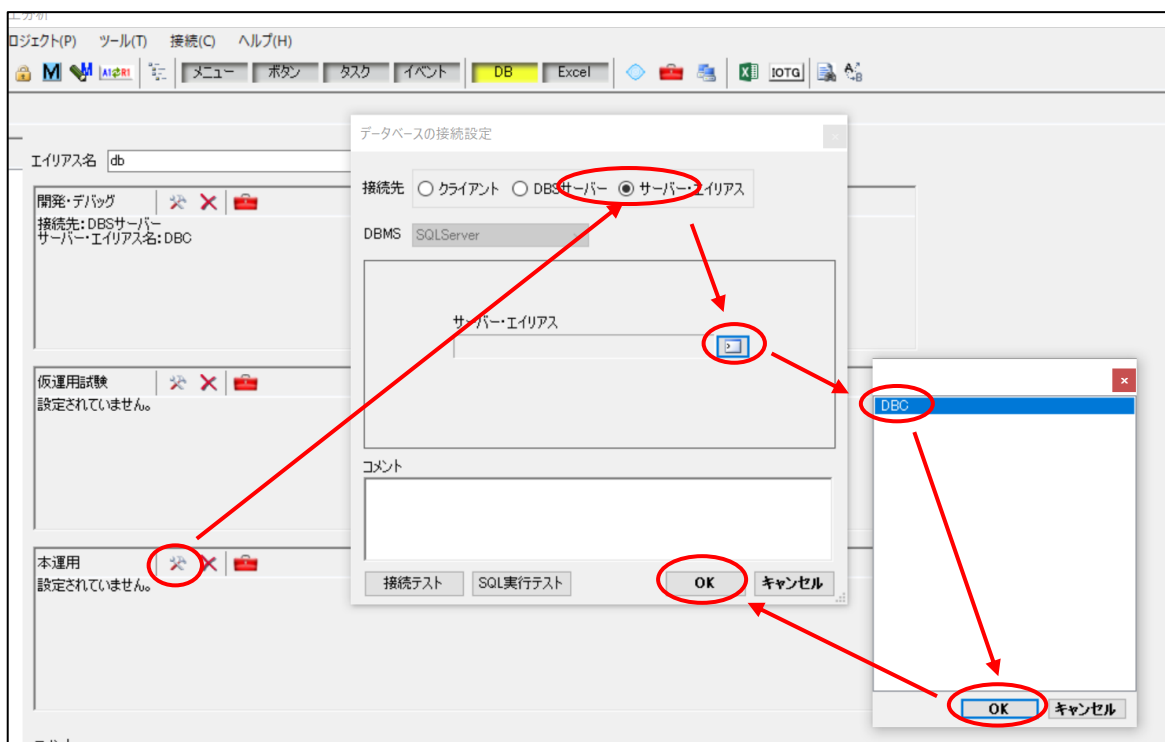 工分析
ロジェクト(P) ツール(T) 接続(C) ヘルプ(H)
M A1 R1 メニュー ボタン タスク イベント DB Excel IOTG A B
データベースの接続設定
エイリアス名 db
接続先 クライアント DBSサーバー サーバー・エイリアス
開発・デバッグ
接続先:DBSサーバー
サーバー・エイリアス名:DBC
DBMS SQLServer
サーバー・エイリアス
仮運用試験
設定されていません。
DBC
コメント
本運用
設定されていません。
接続テスト SQL実行テスト OK キャンセル
OK キャンセル